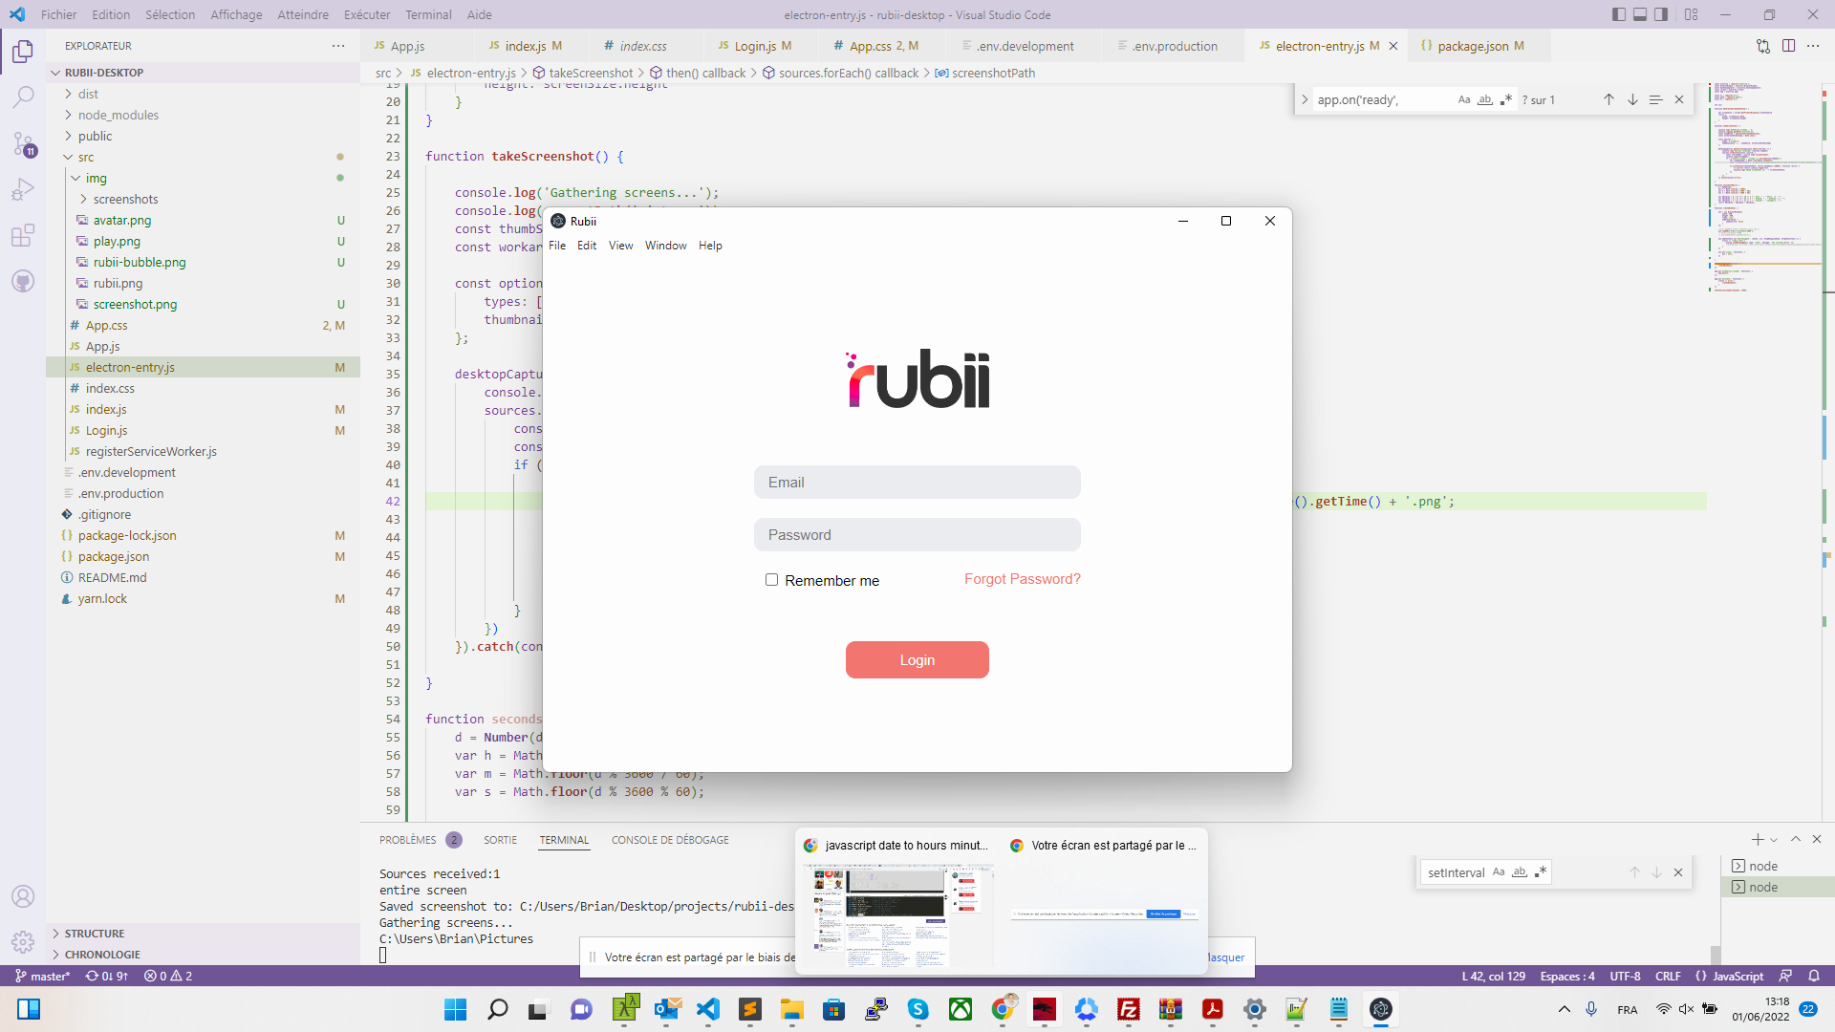 Fichier Edition Sélection Affichage Atteindre Exécuter Terminal Aide
electron-entry.js - rubii-desktop - Visual Studio Code
EXPLORATEUR
RUBII-DESKTOP
dist
node_modules
public
src
img
screenshots
avatar.png U
play.png U
rubii-bubble.png U
rubii.png
screenshot.png U
App.css 2, M
App.js
electron-entry.js M
index.css
index.js M
Login.js M
registerServiceWorker.js
.env.development
.env.production
.gitignore
package-lock.json M
package.json M
README.md
yarn.lock M
STRUCTURE
CHRONOLOGIE
App.js index.js M index.css Login.js M App.css 2, M .env.development .env.production electron-entry.js M package.json M
src > electron-entry.js > takeScreenshot > then() callback > sources.forEach() callback > screenshotPath
app.on('ready', ? sur 1
19 height: screenSize.height
20 }
21 }
22
23 function takeScreenshot() {
24
25 console.log('Gathering screens...');
26 console.log(
27 const thumbS
28 const workar
29
30 const option
31 types: [
32 thumbnai
33 };
34
35 desktopCaptu
36 console.
37 sources.
38 cons
39 cons
40 if (
41
42 ().getTime() + '.png';
43
44
45
46
47
48 }
49 })
50 }).catch(con
51
52 }
53
54 function seconds
55 d = Number(d
56 var h = Math
57 var m = Math.floor(d % 3600 / 60);
58 var s = Math.floor(d % 3600 % 60);
59
Rubii
File Edit View Window Help
rubii
Email
Password
Remember me Forgot Password?
Login
PROBLÈMES 2 SORTIE TERMINAL CONSOLE DE DÉBOGAGE
Sources received:1
entire screen
Saved screenshot to: C:/Users/Brian/Desktop/projects/rubii-des
Gathering screens...
C:\Users\Brian\Pictures
setInterval
node
node
javascript date to hours minut...
Votre écran est partagé par le ...
Votre écran est partagé par le biais de
Masquer
master* 0↓ 9↑ 0 2
L 42, col 129 Espaces : 4 UTF-8 CRLF JavaScript
FRA
13:18
01/06/2022
22